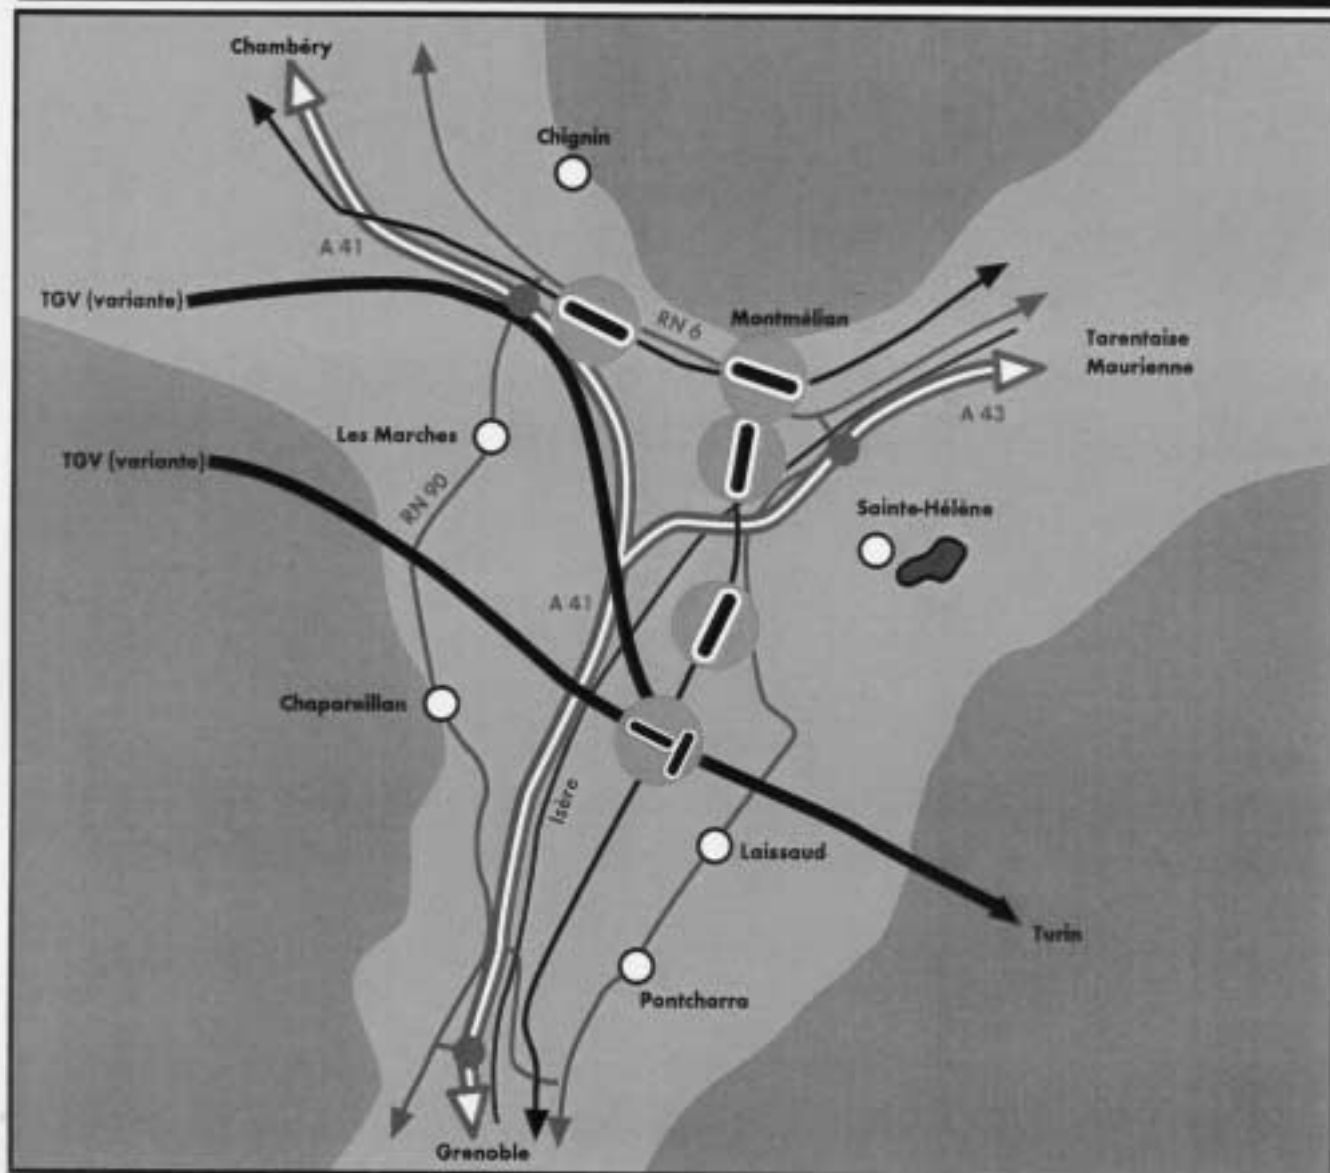 Chambéry
Chignin
A 41
TGV (variante)
RN 6
Montmélian
Tarentaise
Maurienne
A 43
Les Marches
TGV (variante)
RN 90
Sainte-Hélène
A 41
Chapareillan
Isère
Laissaud
Turin
Pontcharra
Grenoble